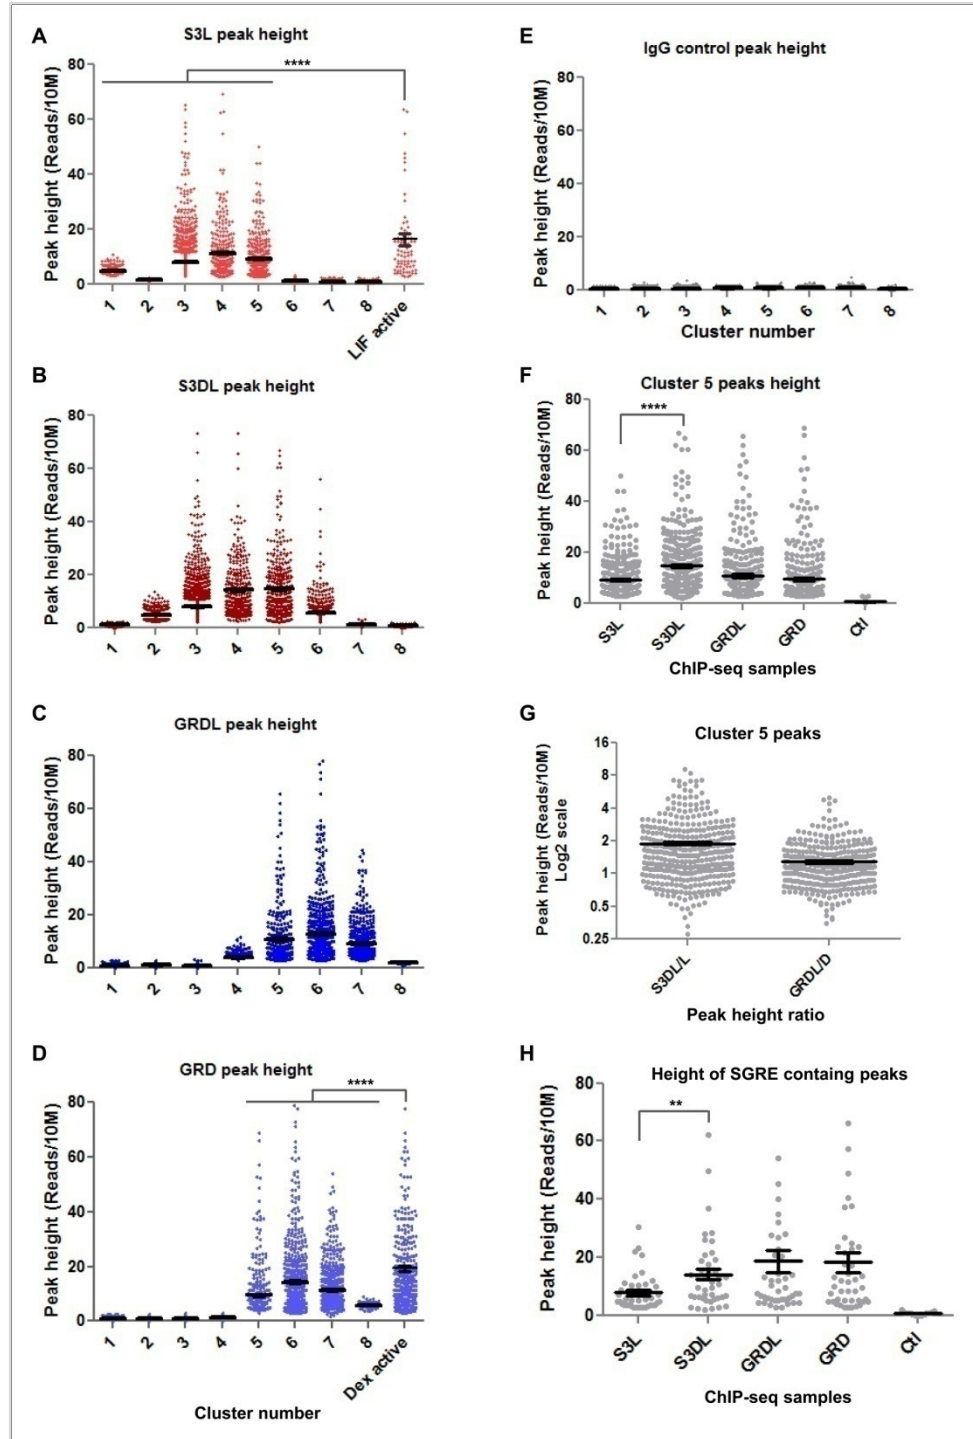 A
S3L peak height
****
Peak height (Reads/10M)
80
60
40
20
0
1 2 3 4 5 6 7 8 LIF active
B
S3DL peak height
Peak height (Reads/10M)
80
60
40
20
0
1 2 3 4 5 6 7 8
C
GRDL peak height
Peak height (Reads/10M)
80
60
40
20
0
1 2 3 4 5 6 7 8
D
GRD peak height
****
Peak height (Reads/10M)
80
60
40
20
0
1 2 3 4 5 6 7 8 Dex active
Cluster number
E
IgG control peak height
Peak height (Reads/10M)
80
60
40
20
0
1 2 3 4 5 6 7 8
Cluster number
F
Cluster 5 peaks height
****
Peak height (Reads/10M)
80
60
40
20
0
S3L S3DL GRDL GRD Ctl
ChIP-seq samples
G
Cluster 5 peaks
Peak height (Reads/10M)
Log2 scale
16
8
4
2
1
0.5
0.25
S3DL/L GRDL/D
Peak height ratio
H
Height of SGRE containg peaks
**
Peak height (Reads/10M)
80
60
40
20
0
S3L S3DL GRDL GRD Ctl
ChIP-seq samples